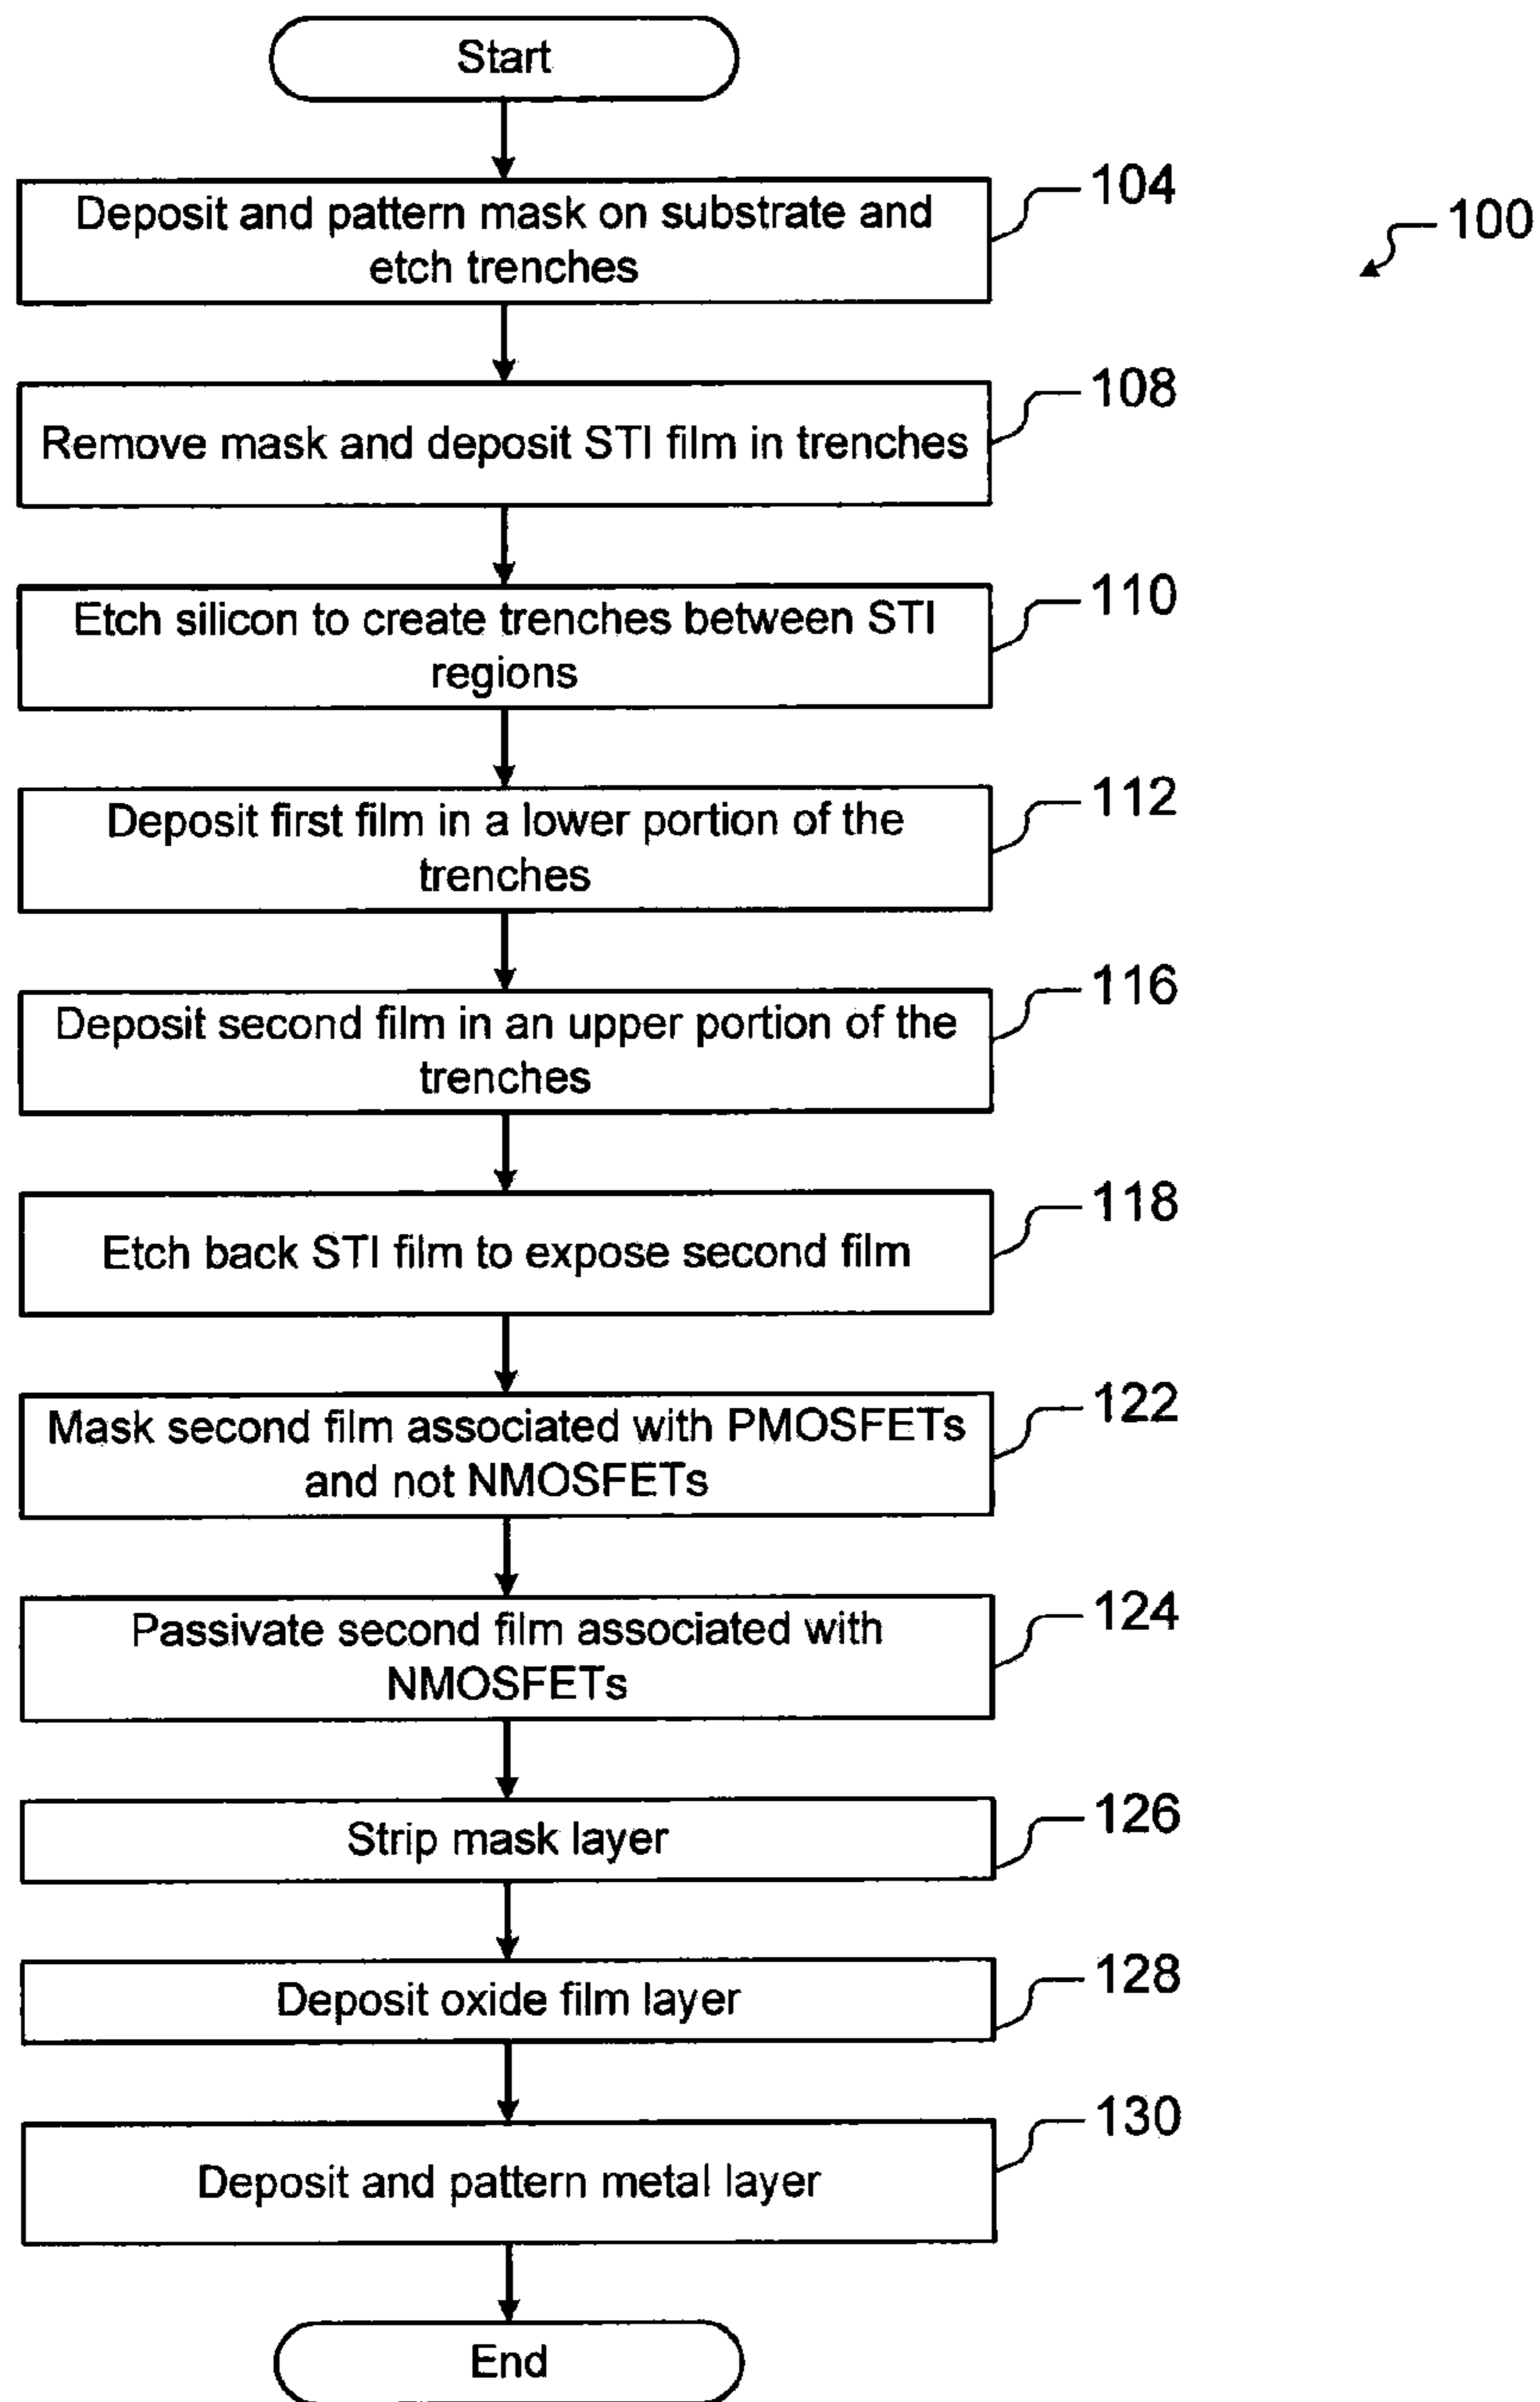 Start
Deposit and pattern mask on substrate and
etch trenches
104
100
Remove mask and deposit STI film in trenches
108
Etch silicon to create trenches between STI
regions
110
Deposit first film in a lower portion of the
trenches
112
Deposit second film in an upper portion of the
trenches
116
Etch back STI film to expose second film
118
Mask second film associated with PMOSFETs
and not NMOSFETs
122
Passivate second film associated with
NMOSFETs
124
Strip mask layer
126
Deposit oxide film layer
128
Deposit and pattern metal layer
130
End